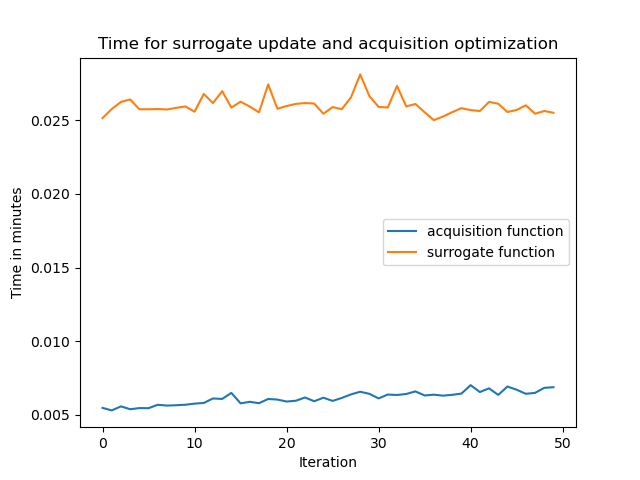 Time for surrogate update and acquisition optimization
0.025
0.020
0.015
0.010
0.005
Time in minutes
acquisition function
surrogate function
0 10 20 30 40 50
Iteration